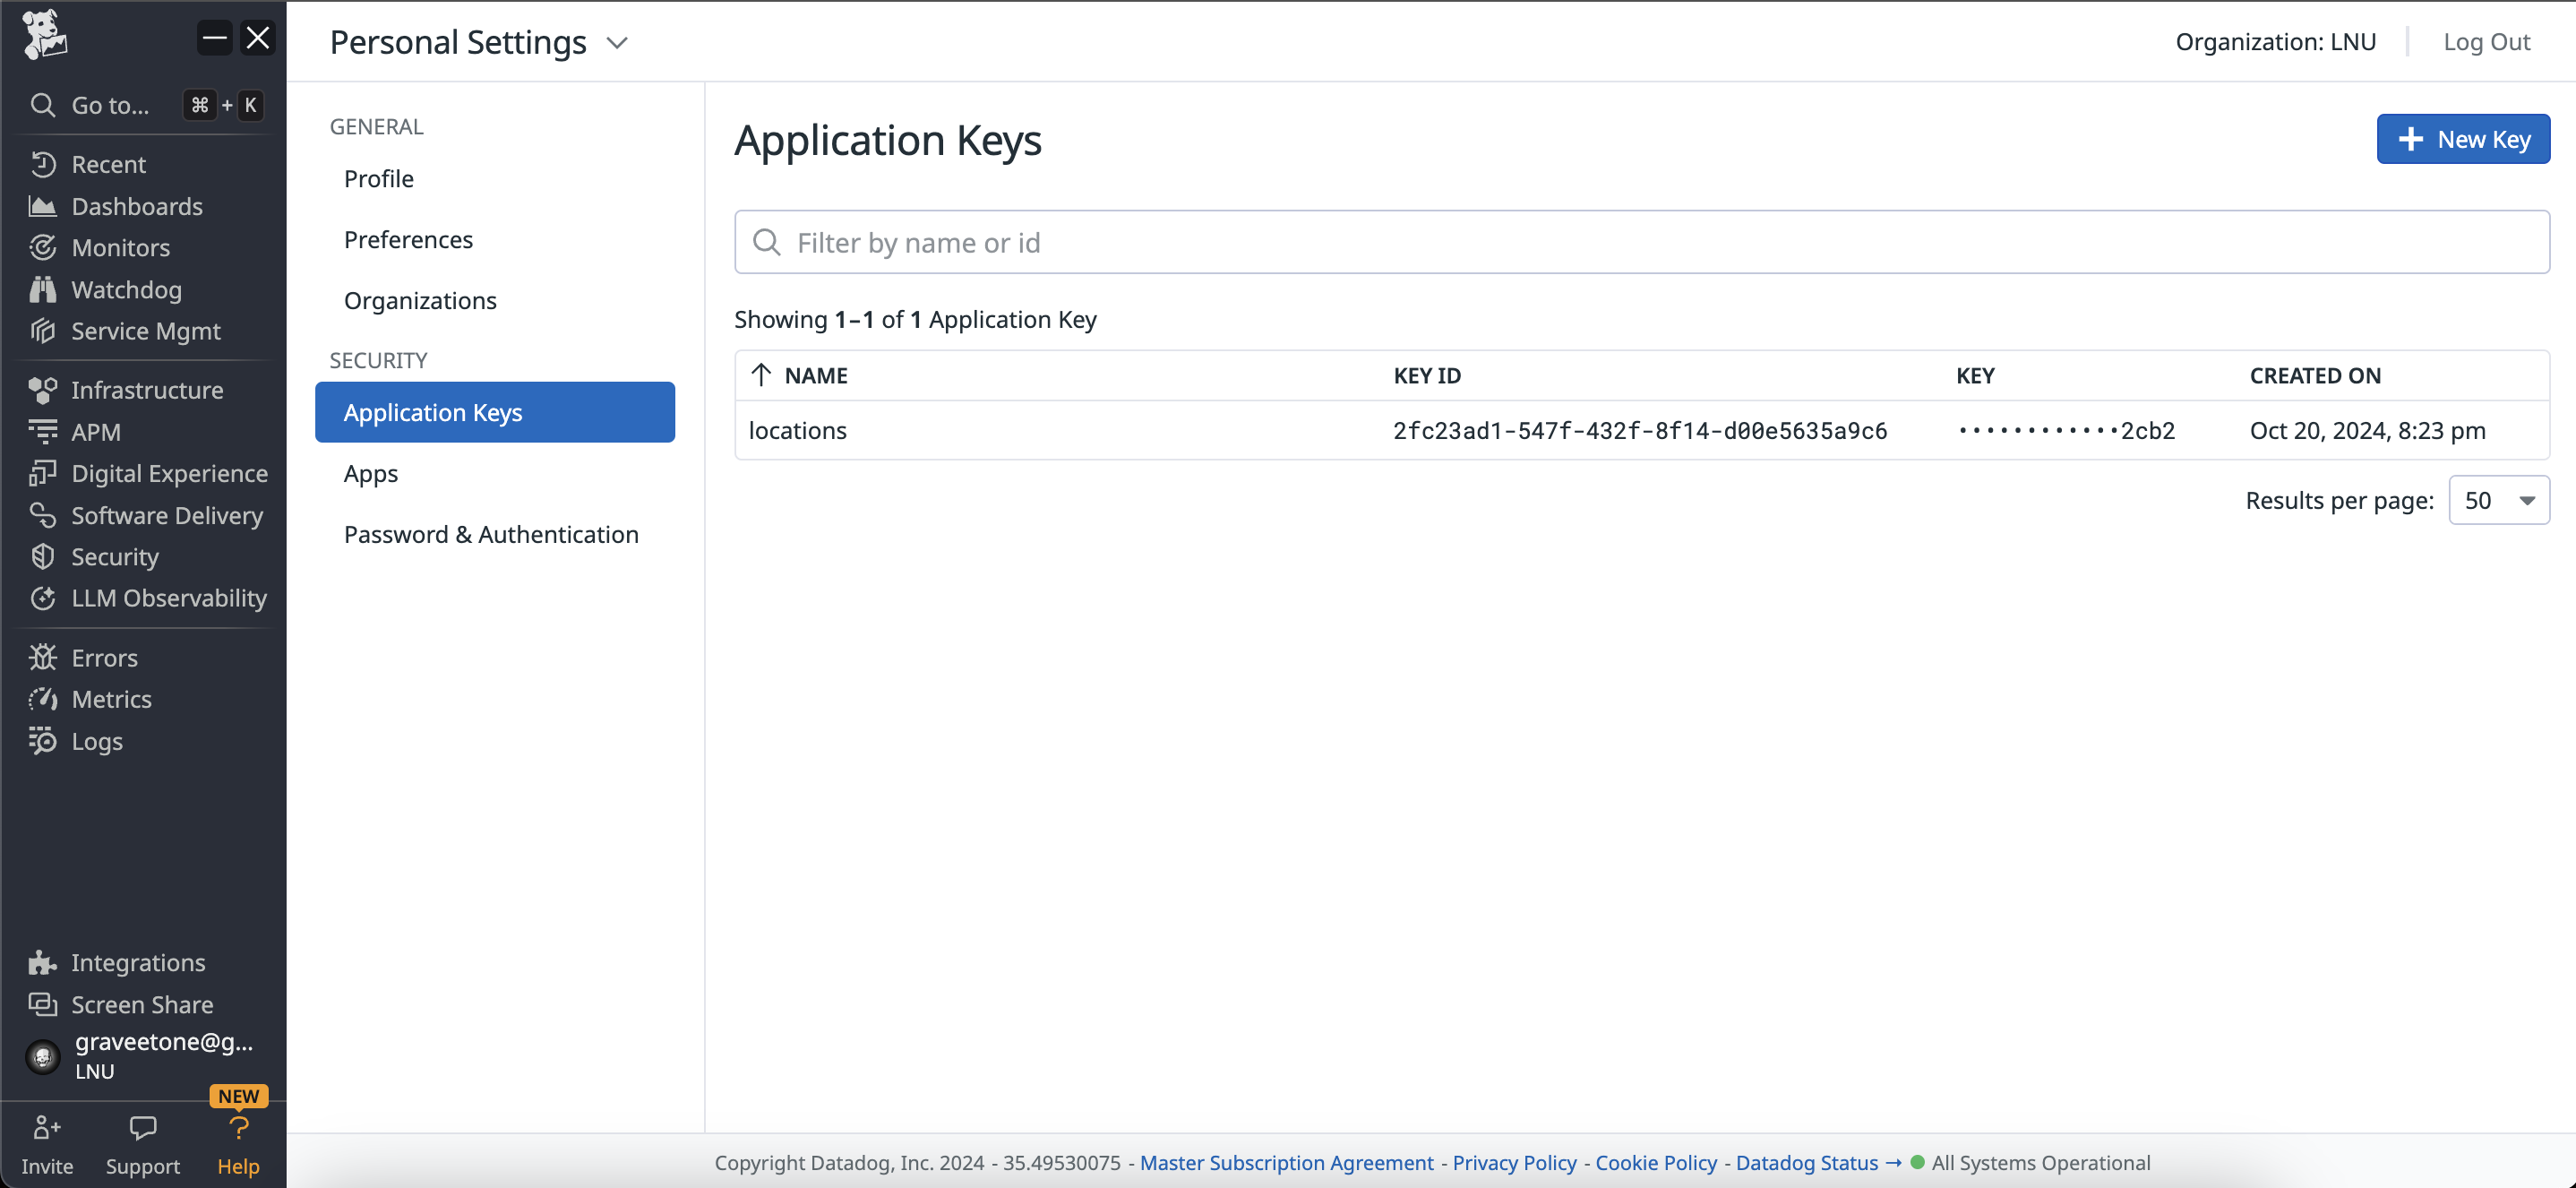 Go to... ⌘ + K
Recent
Dashboards
Monitors
Watchdog
Service Mgmt
Infrastructure
APM
Digital Experience
Software Delivery
Security
LLM Observability
Errors
Metrics
Logs
Integrations
Screen Share
graveetone@g...
LNU
NEW
Invite
Support
Help
Personal Settings
Organization: LNU
Log Out
GENERAL
Profile
Preferences
Organizations
SECURITY
Application Keys
Apps
Password & Authentication
Application Keys
New Key
Filter by name or id
Showing 1–1 of 1 Application Key
NAME KEY ID KEY CREATED ON
locations 2fc23ad1-547f-432f-8f14-d00e5635a9c6 ············2cb2 Oct 20, 2024, 8:23 pm
Results per page: 50
Copyright Datadog, Inc. 2024 - 35.49530075 - Master Subscription Agreement - Privacy Policy - Cookie Policy - Datadog Status → All Systems Operational